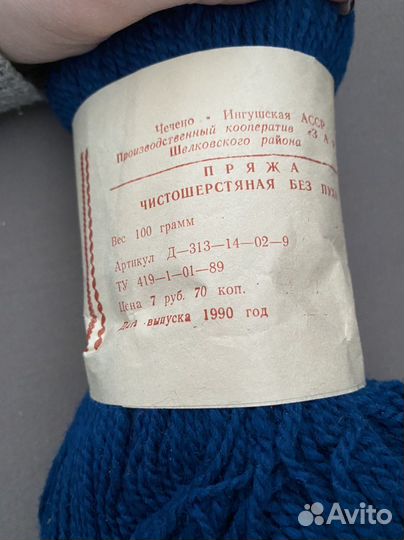 Чечено - Ингушская АССР
Производственный кооператив «З А
Шелковского района
ПРЯЖА
ЧИСТОШЕРСТЯНАЯ БЕЗ
Вес 100 грамм
Артикул Д—313—14—02—9
ТУ 419—1—01—89
Цена 7 руб. 70 коп.
выпуска 1990 год
Avito